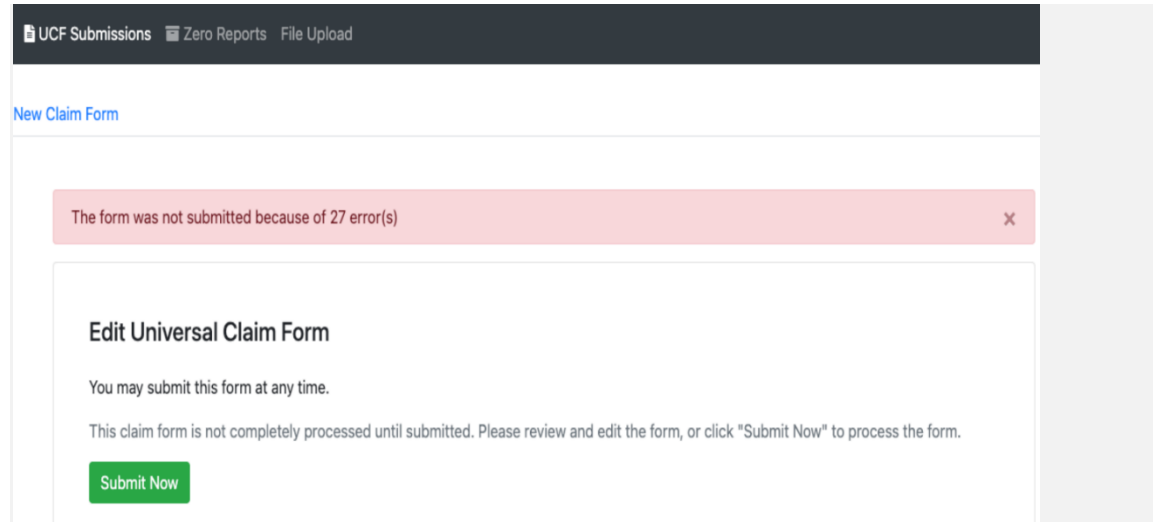 UCF Submissions Zero Reports File Upload
New Claim Form
The form was not submitted because of 27 error(s) ×
Edit Universal Claim Form
You may submit this form at any time.
This claim form is not completely processed until submitted. Please review and edit the form, or click "Submit Now" to process the form.
Submit Now